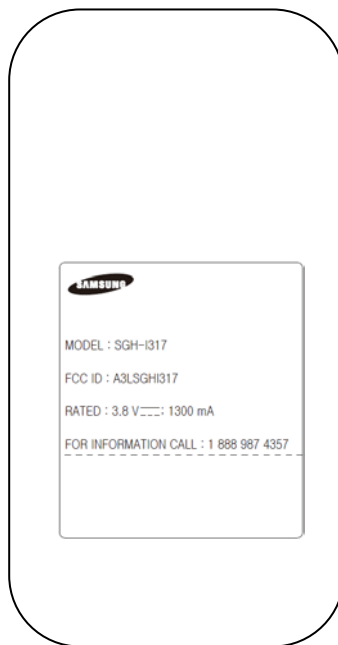 SAMSUNG
MODEL : SGH-I317
FCC ID : A3LSGHI317
RATED : 3.8 V⎓; 1300 mA
FOR INFORMATION CALL : 1 888 987 4357